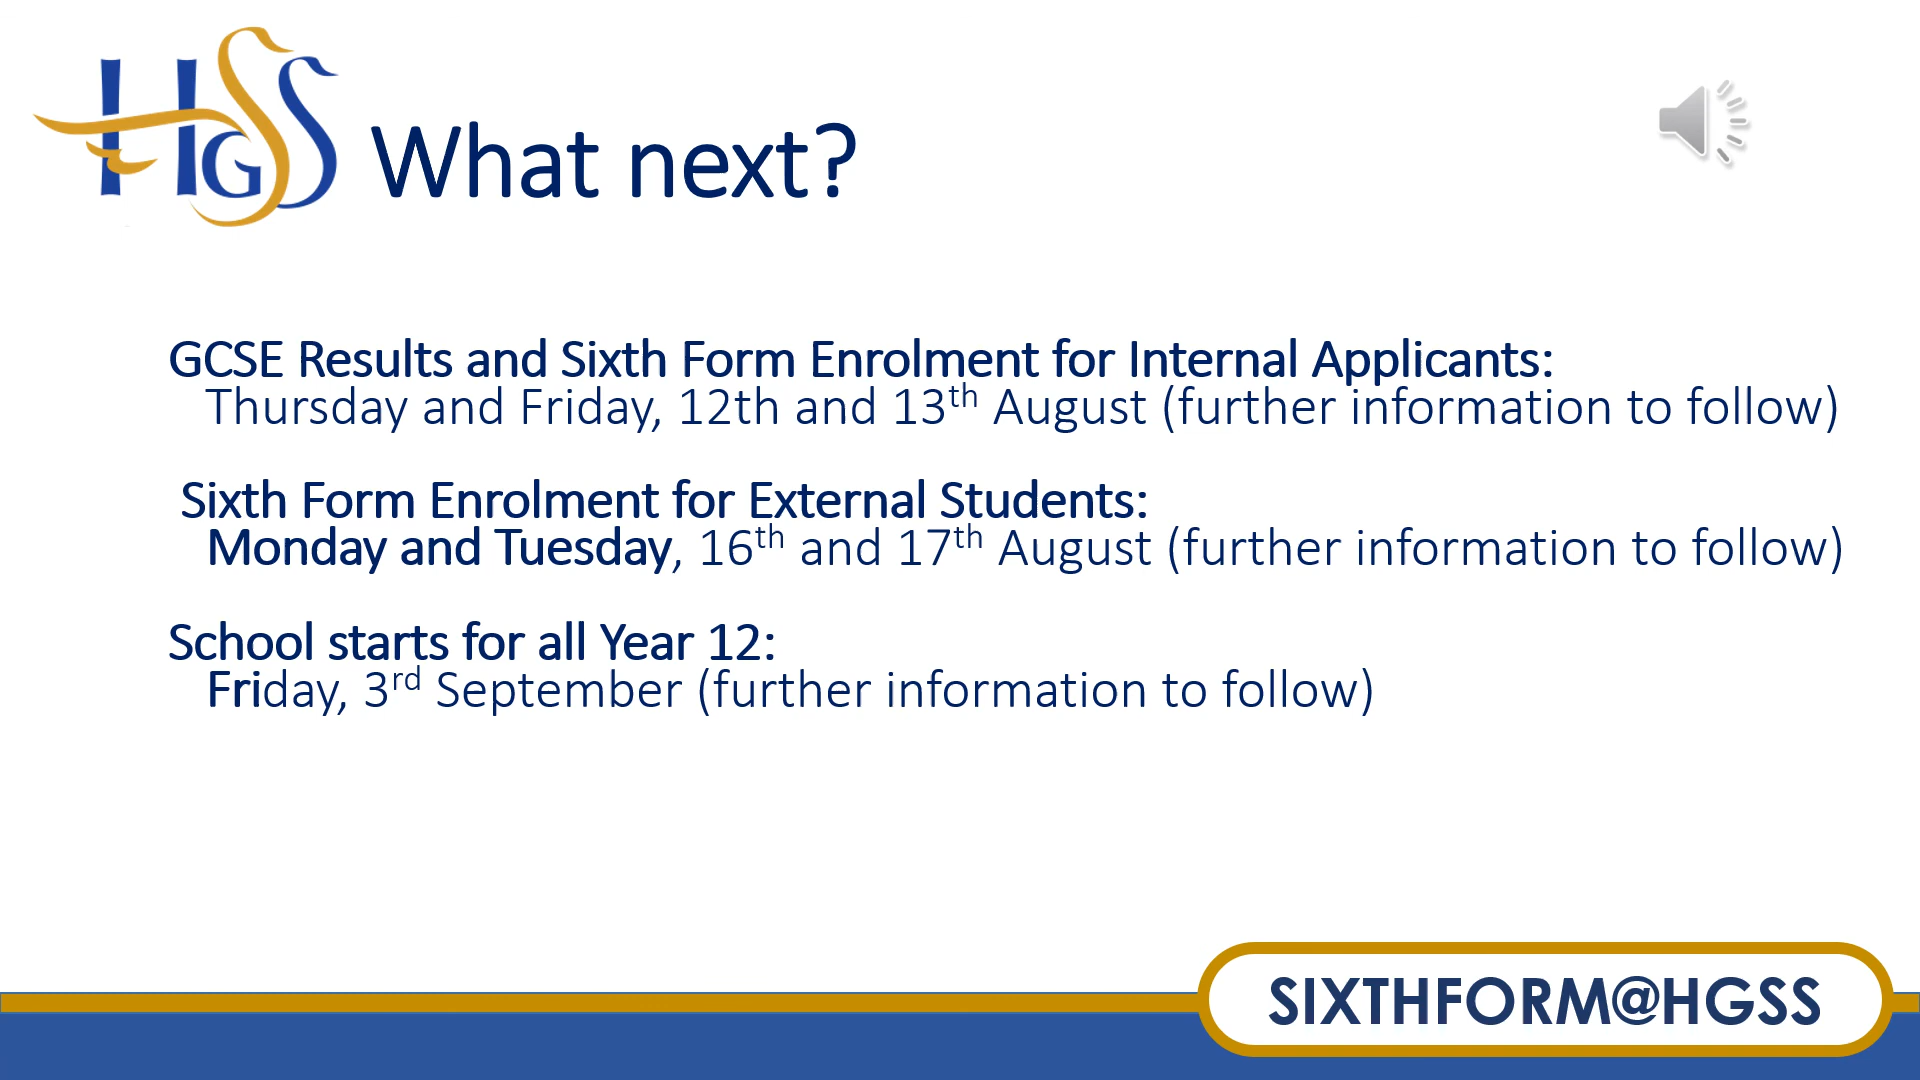 HGSS
What next?
GCSE Results and Sixth Form Enrolment for Internal Applicants:
Thursday and Friday, 12th and 13th August (further information to follow)
Sixth Form Enrolment for External Students:
Monday and Tuesday, 16th and 17th August (further information to follow)
School starts for all Year 12:
Friday, 3rd September (further information to follow)
SIXTHFORM@HGSS